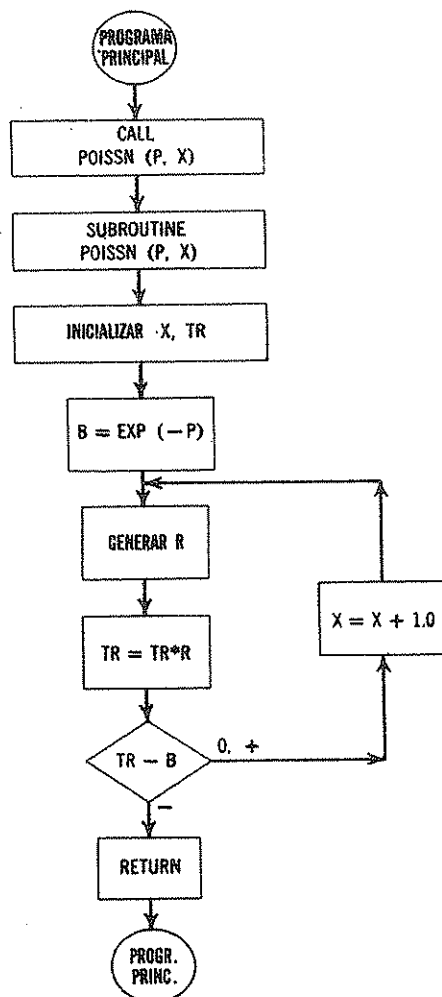 PROGRAMA
PRINCIPAL
CALL
POISSN (P, X)
SUBROUTINE
POISSN (P, X)
INICIALIZAR X, TR
B = EXP (—P)
GENERAR R
X = X + 1.0
TR = TR*R
TR — B
0, +
—
RETURN
PROGR.
PRINC.